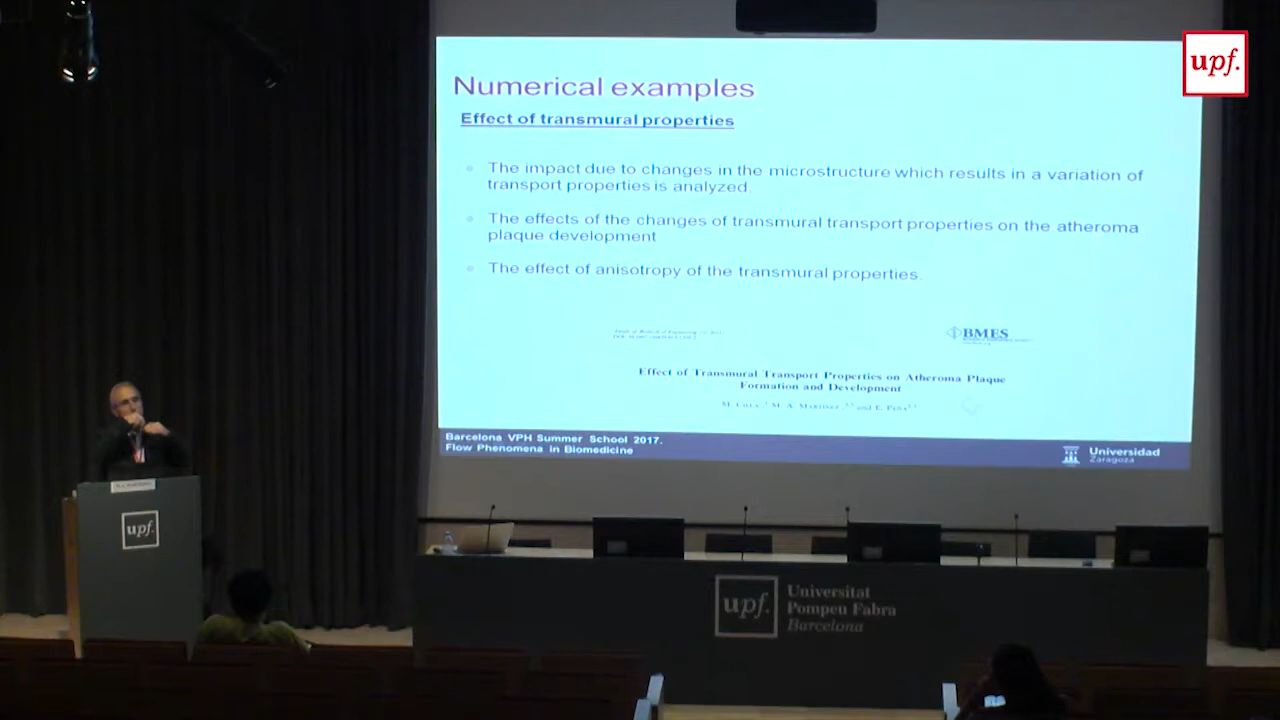 upf.
Numerical examples
Effect of transmural properties
The impact due to changes in the microstructure which results in a variation of
transport properties is analyzed.
The effects of the changes of transmural transport properties on the atheroma
plaque development
The effect of anisotropy of the transmural properties.
BMES
Effect of Transmural Transport Properties on Atheroma Plaque
Formation and Development
and E.
Barcelona VPH Summer School 2017.
Flow Phenomena in Biomedicine
Universidad
Zaragoza
upf.
upf.
Universitat
Pompeu Fabra
Barcelona